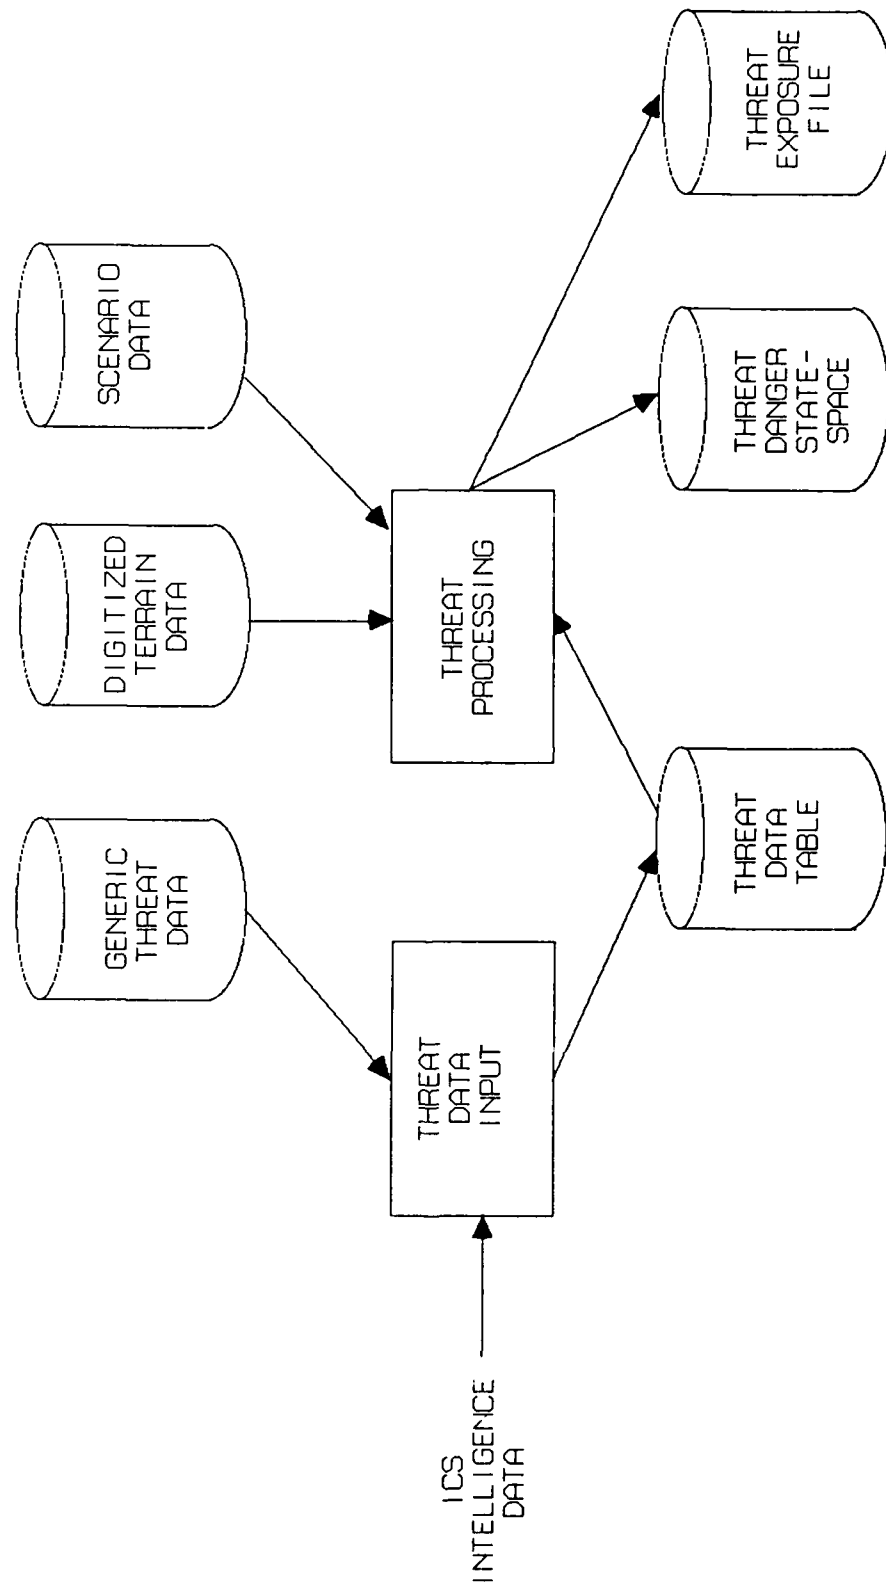 GENERIC
THREAT
DATA
DIGITIZED
TERRAIN
DATA
SCENARIO
DATA
ICS
INTELLIGENCE
DATA
THREAT
DATA
INPUT
THREAT
PROCESSING
THREAT
DATA
TABLE
THREAT
DANGER
STATE-
SPACE
THREAT
EXPOSURE
FILE